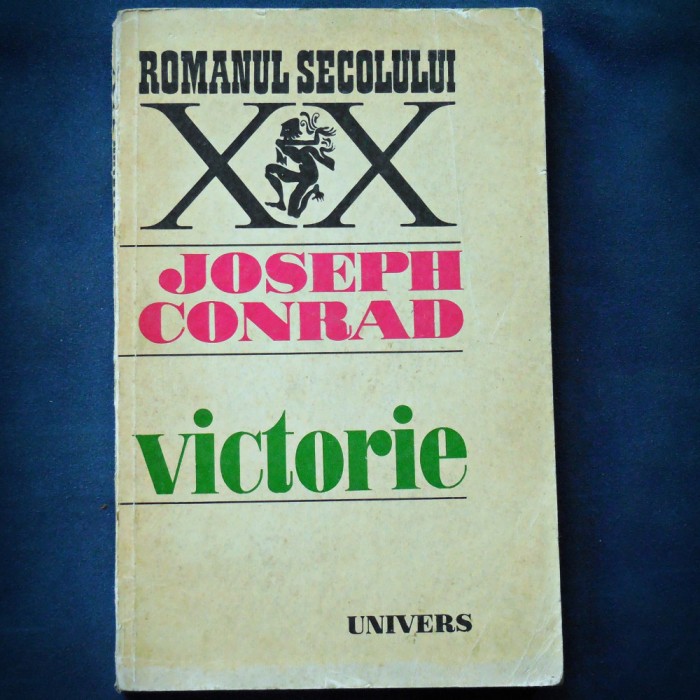 ROMANUL SECOLULUI
XX
JOSEPH
CONRAD
victorie
UNIVERS